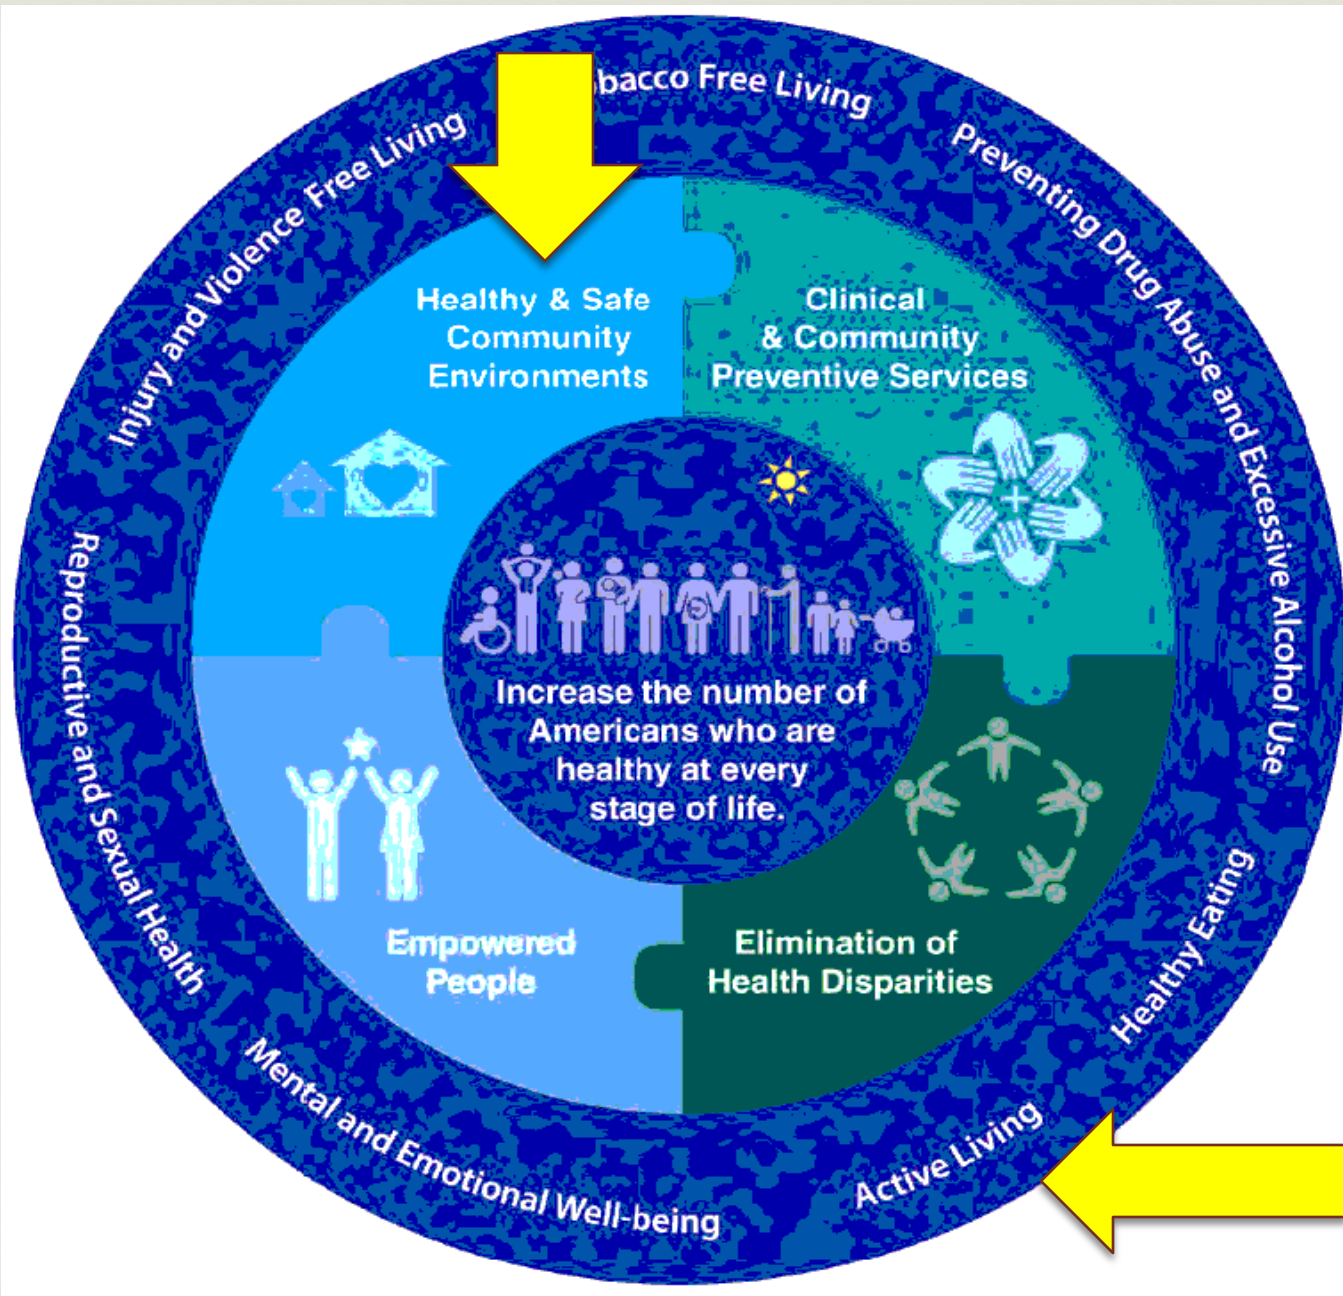 bacco Free Living
Preventing Drug Abuse and Excessive Alcohol Use
Healthy Eating
Active Living
Mental and Emotional Well-being
Reproductive and Sexual Health
Injury and Violence Free Living
Healthy & Safe
Community
Environments
Clinical
& Community
Preventive Services
Increase the number of
Americans who are
healthy at every
stage of life.
Empowered
People
Elimination of
Health Disparities